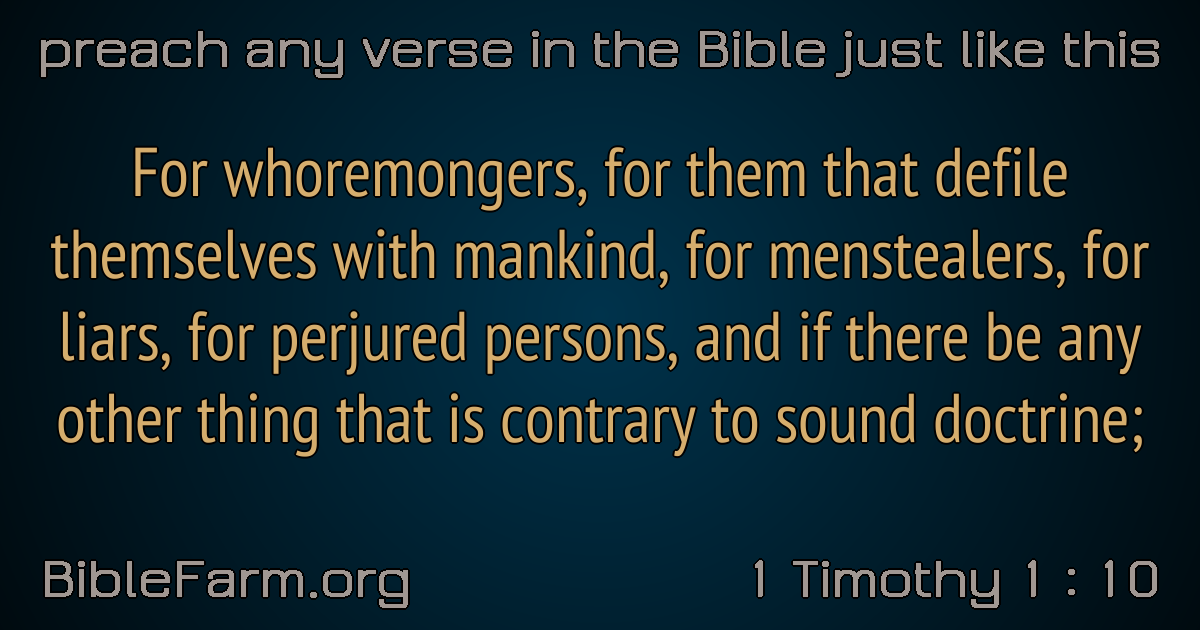 preach any verse in the Bible just like this
For whoremongers, for them that defile
themselves with mankind, for menstealers, for
liars, for perjured persons, and if there be any
other thing that is contrary to sound doctrine;
BibleFarm.org
1 Timothy 1 : 10